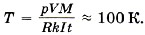 T = pVM / RkIt ≈ 100 К.